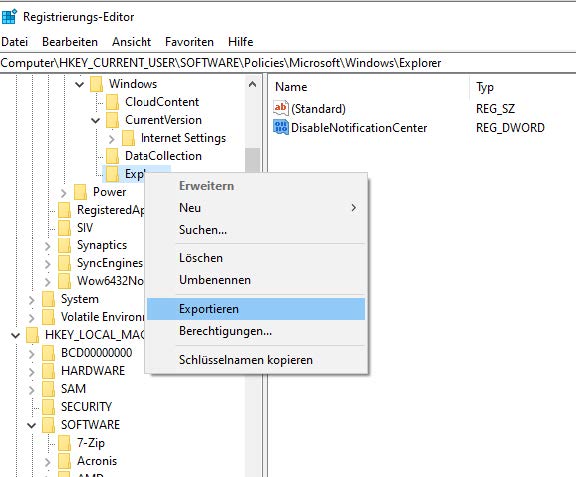 Registrierungs-Editor
Datei Bearbeiten Ansicht Favoriten Hilfe
Computer\HKEY_CURRENT_USER\SOFTWARE\Policies\Microsoft\Windows\Explorer
Windows
CloudContent
CurrentVersion
Internet Settings
DataCollection
Expl
Power
RegisteredAp
SIV
Synaptics
SyncEngines
Wow6432No
System
Volatile Environ
HKEY_LOCAL_MAC
BCD00000000
HARDWARE
SAM
SECURITY
SOFTWARE
7-Zip
Acronis
AMD
Name Typ
ab (Standard) REG_SZ
DisableNotificationCenter REG_DWORD
Erweitern
Neu
Suchen...
Löschen
Umbenennen
Exportieren
Berechtigungen...
Schlüsselnamen kopieren